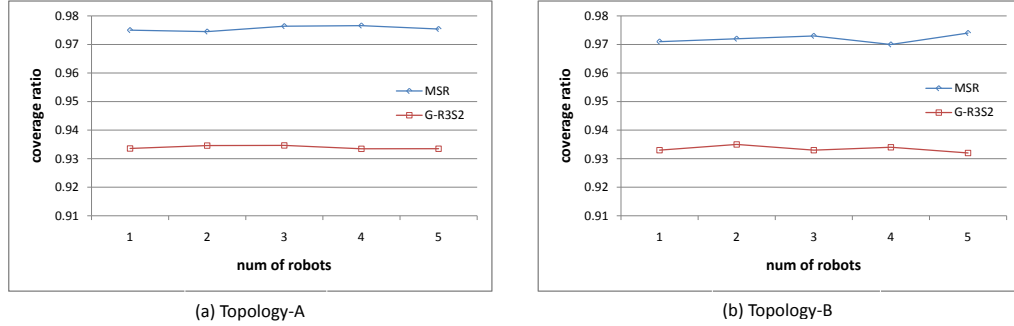 0.98
0.97
0.96
0.95
0.94
0.93
0.92
0.91
coverage ratio
MSR
G-R3S2
1 2 3 4 5
num of robots
(a) Topology-A
0.98
0.97
0.96
0.95
0.94
0.93
0.92
0.91
coverage ratio
MSR
G-R3S2
1 2 3 4 5
num of robots
(b) Topology-B